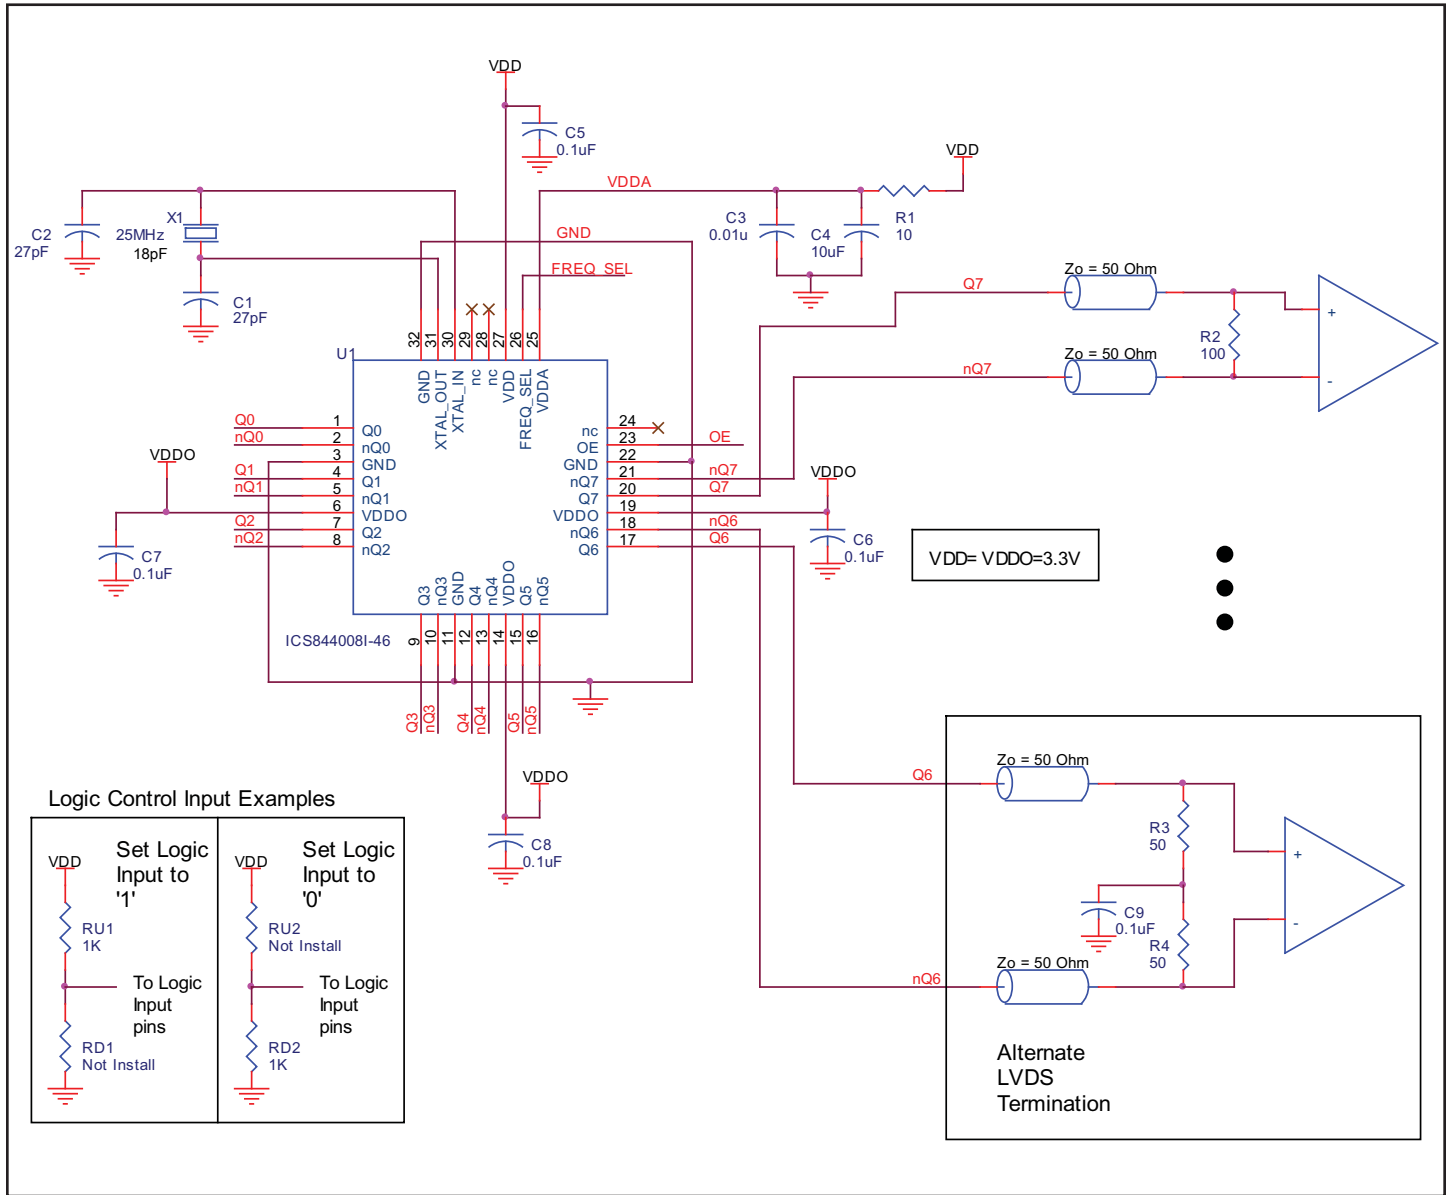 VDD
C5
0.1uF
VDD
VDDA
C2
27pF
X1
25MHz
18pF
C1
27pF
GND
FREQ_SEL
C3
0.01u
C4
10uF
R1
10
Q7
Zo = 50 Ohm
nQ7
Zo = 50 Ohm
R2
100
+
-
U1
32
31
30
29
28
27
26
25
GND
XTAL_OUT
XTAL_IN
nc
nc
VDD
FREQ_SEL
VDDA
Q0 1 Q0
nQ0 2 nQ0
3 GND
Q1 4 Q1
nQ1 5 nQ1
VDDO
6 VDDO
Q2 7 Q2
nQ2 8 nQ2
C7
0.1uF
nc 24
OE 23 OE
GND 22
nQ7 21 nQ7
Q7 20 Q7
VDDO 19
VDDO
nQ6 18 nQ6
Q6 17 Q6
C6
0.1uF
VDD= VDDO=3.3V
Q3
nQ3
GND
Q4
nQ4
VDDO
Q5
nQ5
ICS844008I-46
9
10
11
12
13
14
15
16
Q3
nQ3
Q4
nQ4
Q5
nQ5
VDDO
C8
0.1uF
Logic Control Input Examples
VDD
Set Logic
Input to
'1'
RU1
1K
To Logic
Input
pins
RD1
Not Install
VDD
Set Logic
Input to
'0'
RU2
Not Install
To Logic
Input
pins
RD2
1K
Q6
Zo = 50 Ohm
R3
50
C9
0.1uF
R4
50
nQ6
Zo = 50 Ohm
+
-
Alternate
LVDS
Termination